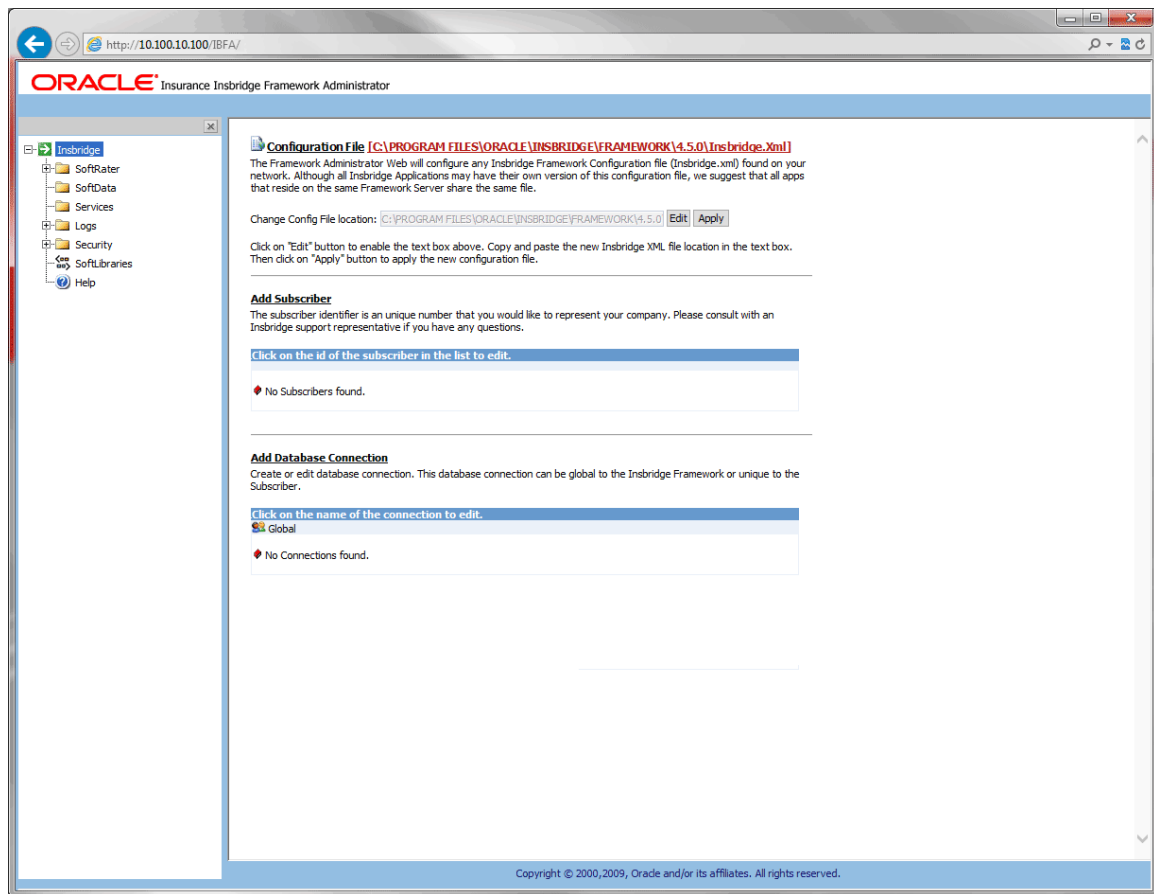 http://10.100.10.100/IBFA/
ORACLE Insurance Insbridge Framework Administrator
Insbridge
SoftRater
SoftData
Services
Logs
Security
SoftLibraries
Help
Configuration File [C:\PROGRAM FILES\ORACLE\INSBRIDGE\FRAMEWORK\4.5.0\Insbridge.Xml]
The Framework Administrator Web will configure any Insbridge Framework Configuration file (Insbridge.xml) found on your
network. Although all Insbridge Applications may have their own version of this configuration file, we suggest that all apps
that reside on the same Framework Server share the same file.
Change Config File location: C:\PROGRAM FILES\ORACLE\INSBRIDGE\FRAMEWORK\4.5.0 Edit Apply
Click on "Edit" button to enable the text box above. Copy and paste the new Insbridge XML file location in the text box.
Then click on "Apply" button to apply the new configuration file.
Add Subscriber
The subscriber identifier is an unique number that you would like to represent your company. Please consult with an
Insbridge support representative if you have any questions.
Click on the id of the subscriber in the list to edit.
No Subscribers found.
Add Database Connection
Create or edit database connection. This database connection can be global to the Insbridge Framework or unique to the
Subscriber.
Click on the name of the connection to edit.
Global
No Connections found.
Copyright © 2000,2009, Oracle and/or its affiliates. All rights reserved.